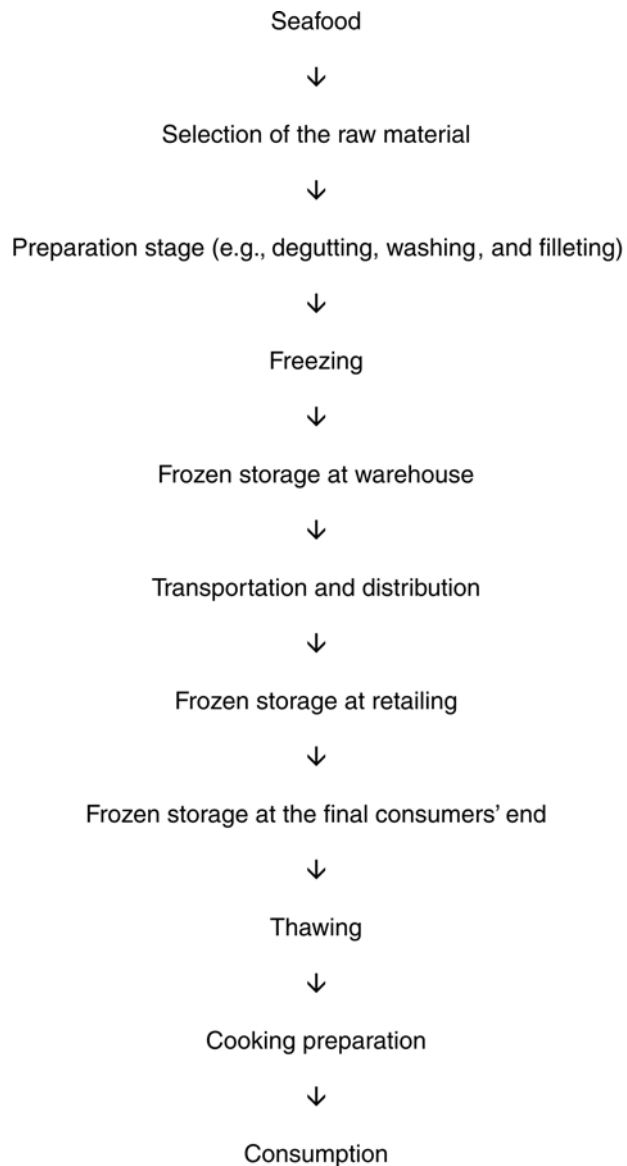 Seafood
↓
Selection of the raw material
↓
Preparation stage (e.g., degutting, washing, and filleting)
↓
Freezing
↓
Frozen storage at warehouse
↓
Transportation and distribution
↓
Frozen storage at retailing
↓
Frozen storage at the final consumers’ end
↓
Thawing
↓
Cooking preparation
↓
Consumption